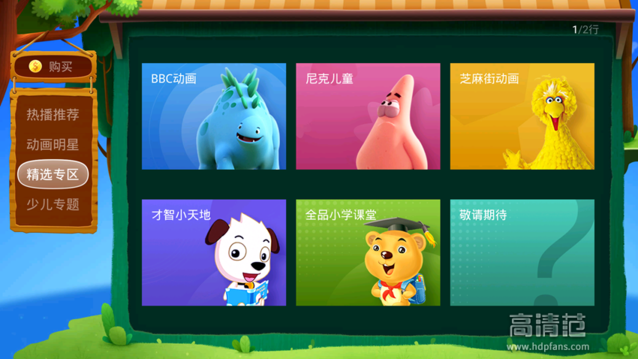 1/2行
购买
热播推荐
动画明星
精选专区
少儿专题
BBC动画
尼克儿童
芝麻街动画
才智小天地
全品小学课堂
敬请期待
高清范
www.hdpfans.com